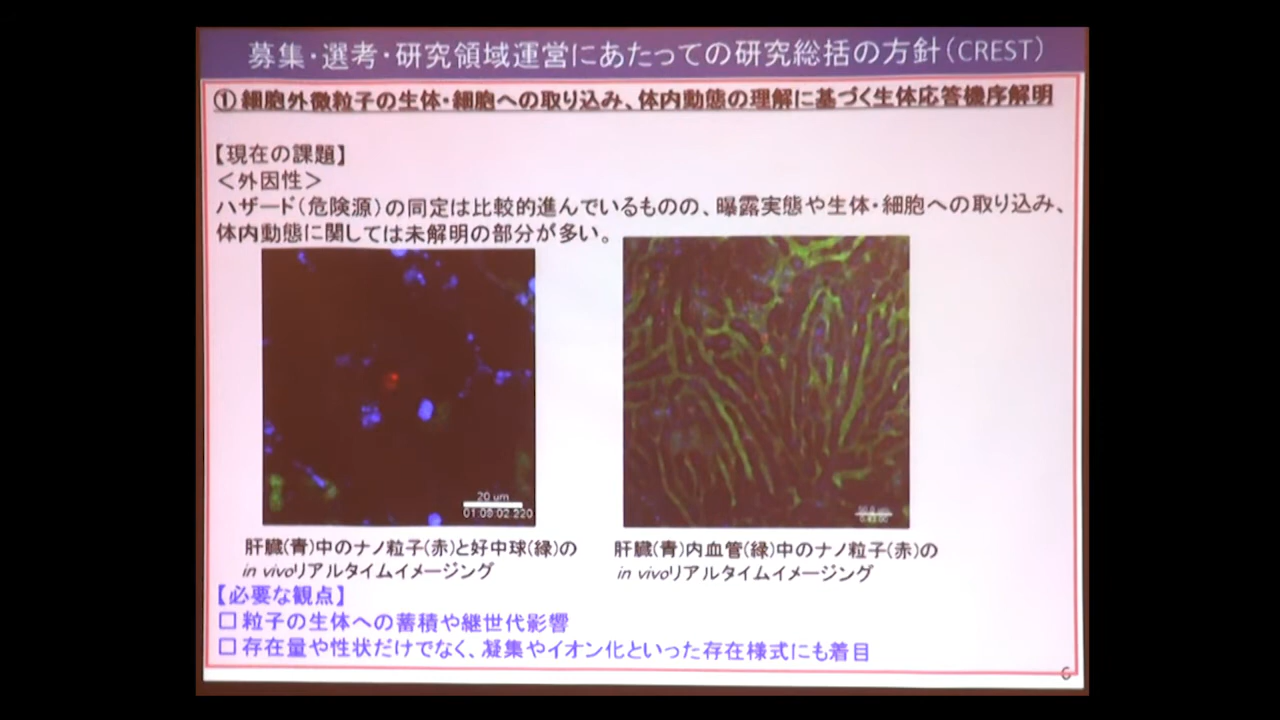 募集・選考・研究領域運営にあたっての研究総括の方針(CREST)
① 細胞外微粒子の生体・細胞への取り込み、体内動態の理解に基づく生体応答機序解明
【現在の課題】
＜外因性＞
ハザード(危険源)の同定は比較的進んでいるものの、曝露実態や生体・細胞への取り込み、
体内動態に関しては未解明の部分が多い。
20 um
01:09:02.220
肝臓(青)中のナノ粒子(赤)と好中球(緑)の
in vivoリアルタイムイメージング
肝臓(青)内血管(緑)中のナノ粒子(赤)の
in vivoリアルタイムイメージング
【必要な観点】
□ 粒子の生体への蓄積や継世代影響
□ 存在量や性状だけでなく、凝集やイオン化といった存在様式にも着目
6